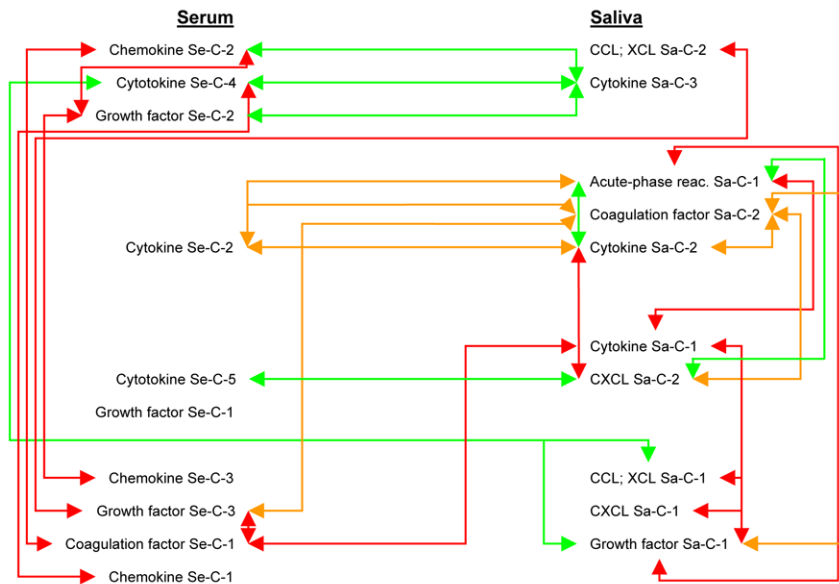 Serum Saliva
Chemokine Se-C-2 CCL; XCL Sa-C-2
Cytotokine Se-C-4 Cytokine Sa-C-3
Growth factor Se-C-2
Acute-phase reac. Sa-C-1
Coagulation factor Sa-C-2
Cytokine Se-C-2 Cytokine Sa-C-2
Cytokine Sa-C-1
Cytotokine Se-C-5 CXCL Sa-C-2
Growth factor Se-C-1
Chemokine Se-C-3 CCL; XCL Sa-C-1
Growth factor Se-C-3 CXCL Sa-C-1
Coagulation factor Se-C-1 Growth factor Sa-C-1
Chemokine Se-C-1